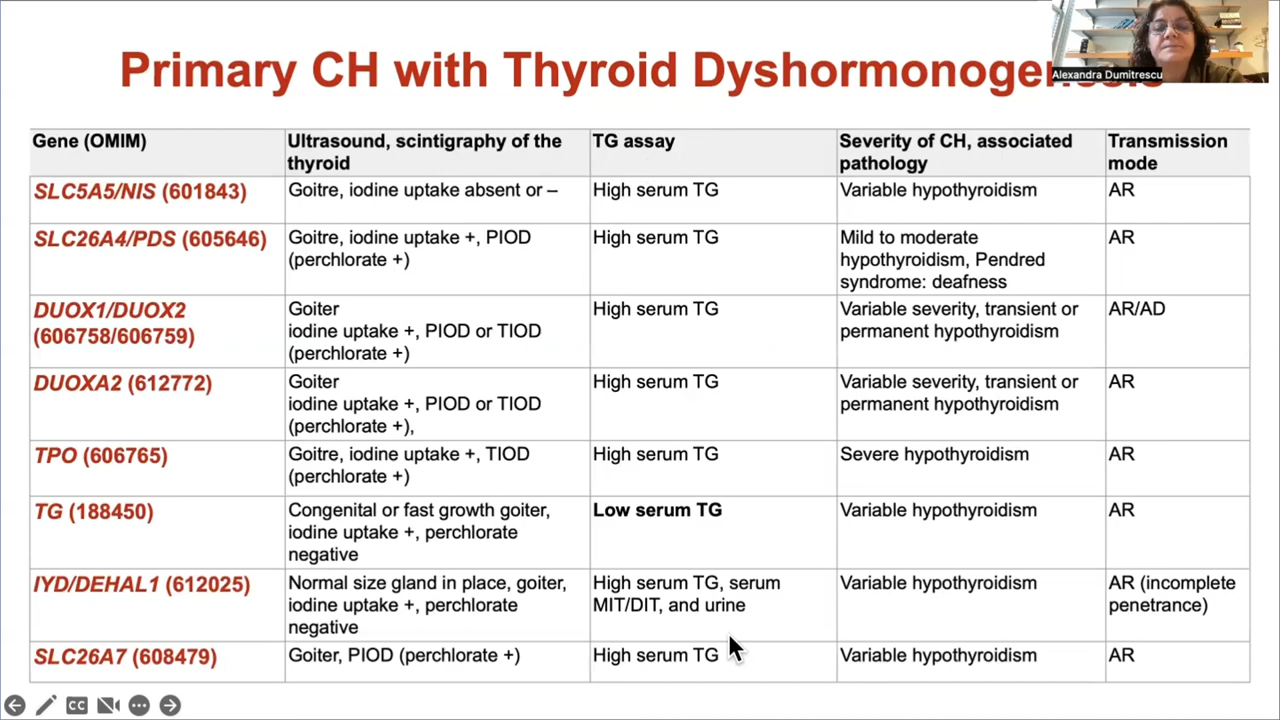 Primary CH with Thyroid Dyshormonogenesis
Alexandra Dumitrescu
Gene (OMIM)
Ultrasound, scintigraphy of the
thyroid
TG assay
Severity of CH, associated
pathology
Transmission
mode
SLC5A5/NIS (601843)
Goitre, iodine uptake absent or –
High serum TG
Variable hypothyroidism
AR
SLC26A4/PDS (605646)
Goitre, iodine uptake +, PIOD
(perchlorate +)
High serum TG
Mild to moderate
hypothyroidism, Pendred
syndrome: deafness
AR
DUOX1/DUOX2
(606758/606759)
Goiter
iodine uptake +, PIOD or TIOD
(perchlorate +)
High serum TG
Variable severity, transient or
permanent hypothyroidism
AR/AD
DUOXA2 (612772)
Goiter
iodine uptake +, PIOD or TIOD
(perchlorate +),
High serum TG
Variable severity, transient or
permanent hypothyroidism
AR
TPO (606765)
Goitre, iodine uptake +, TIOD
(perchlorate +)
High serum TG
Severe hypothyroidism
AR
TG (188450)
Congenital or fast growth goiter,
iodine uptake +, perchlorate
negative
Low serum TG
Variable hypothyroidism
AR
IYD/DEHAL1 (612025)
Normal size gland in place, goiter,
iodine uptake +, perchlorate
negative
High serum TG, serum
MIT/DIT, and urine
Variable hypothyroidism
AR (incomplete
penetrance)
SLC26A7 (608479)
Goiter, PIOD (perchlorate +)
High serum TG
Variable hypothyroidism
AR
CC